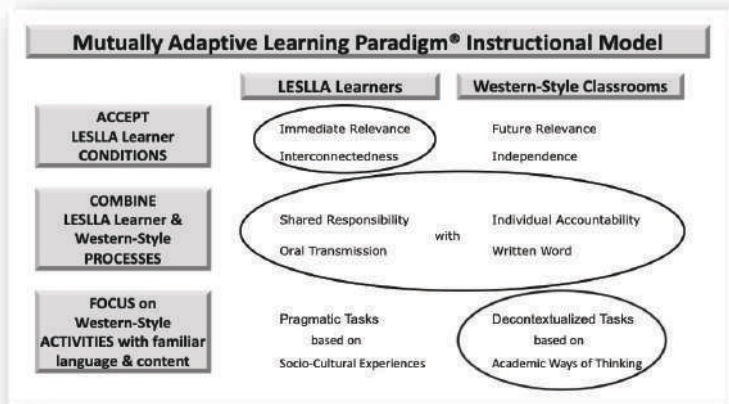 Mutually Adaptive Learning Paradigm® Instructional Model
LESLLA Learners
Western-Style Classrooms
ACCEPT
LESLLA Learner
CONDITIONS
Immediate Relevance
Interconnectedness
Future Relevance
Independence
COMBINE
LESLLA Learner &
Western-Style
PROCESSES
Shared Responsibility
Oral Transmission
with
Individual Accountability
Written Word
FOCUS on
Western-Style
ACTIVITIES with familiar
language & content
Pragmatic Tasks
based on
Socio-Cultural Experiences
Decontextualized Tasks
based on
Academic Ways of Thinking